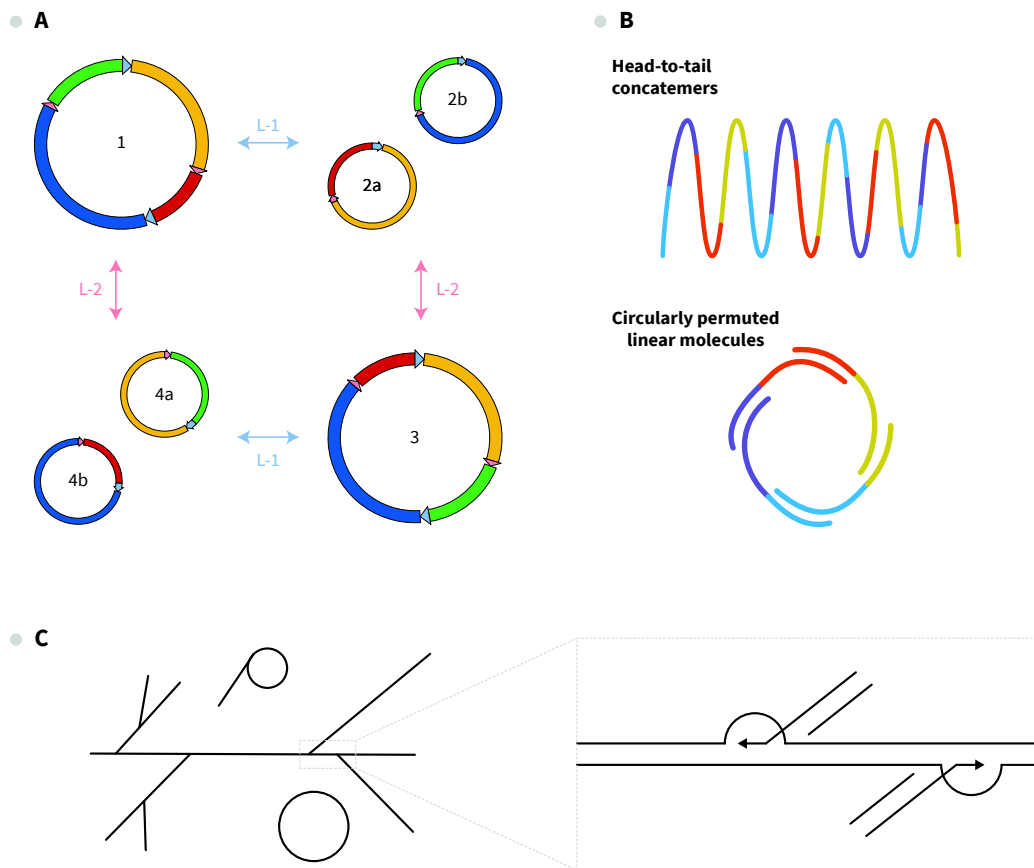 A
1
L-1
2b
2a
L-2
L-2
4a
4b
L-1
3
B
Head-to-tail
concatemers
Circularly permuted
linear molecules
C